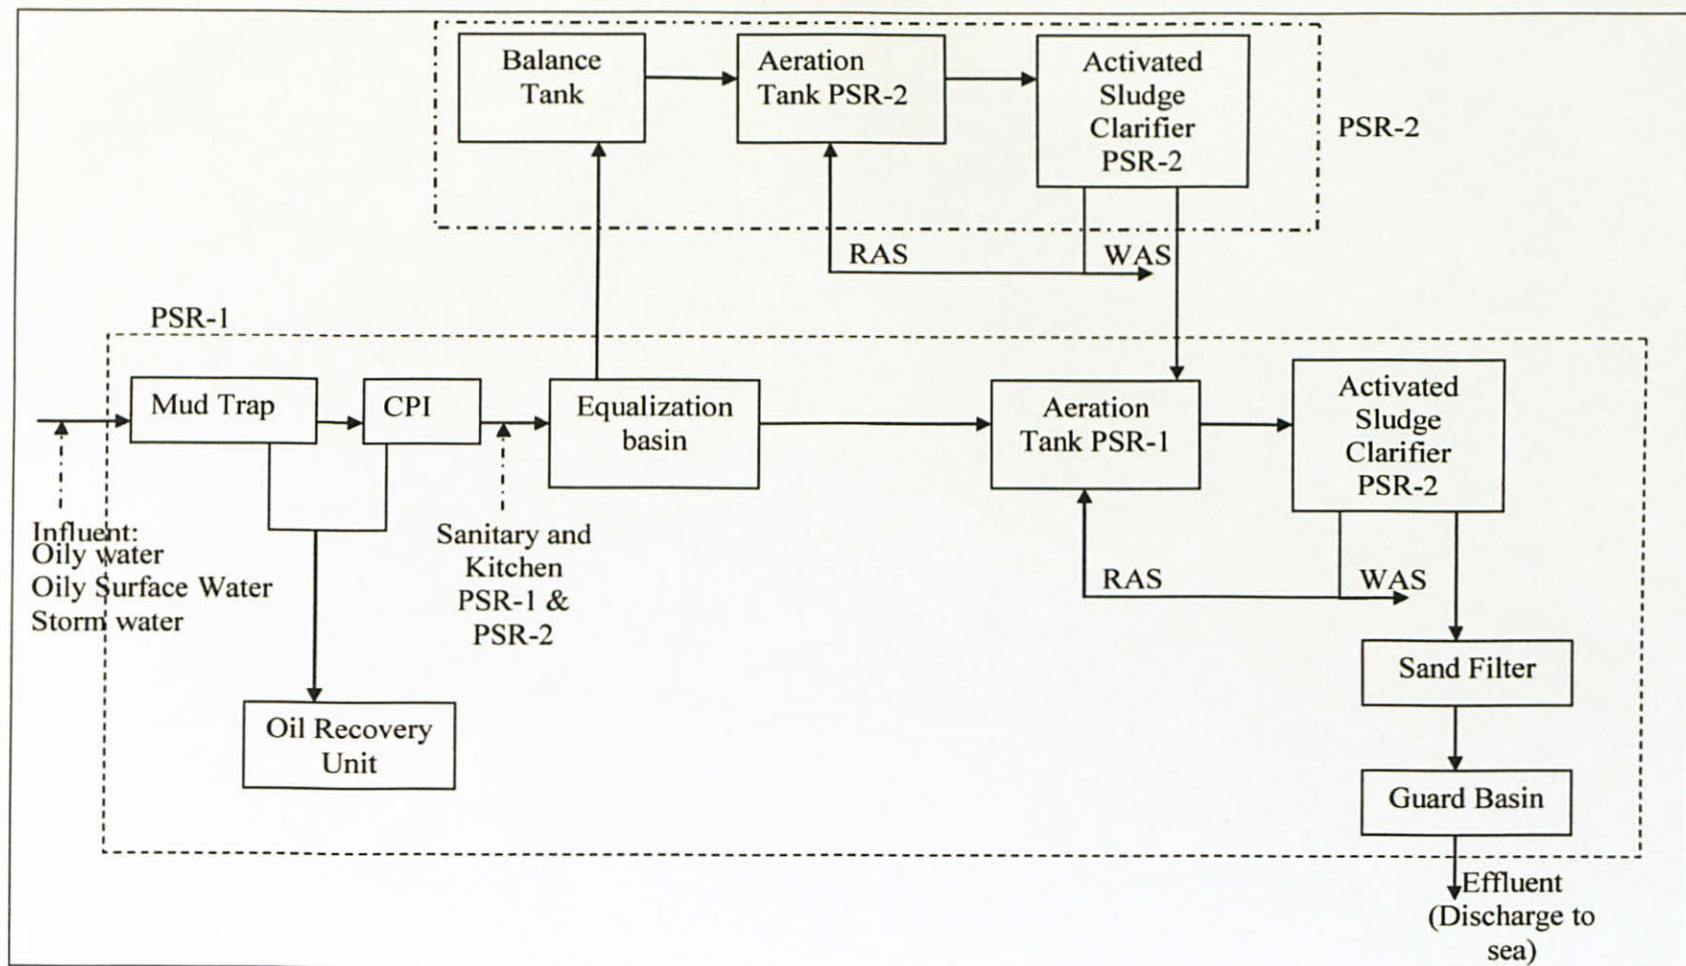 Balance
Tank
Aeration
Tank PSR-2
Activated
Sludge
Clarifier
PSR-2
PSR-2
RAS
WAS
PSR-1
Mud Trap
CPI
Equalization
basin
Aeration
Tank PSR-1
Activated
Sludge
Clarifier
PSR-2
Influent:
Oily water
Oily Surface Water
Storm water
Sanitary and
Kitchen
PSR-1 &
PSR-2
RAS
WAS
Oil Recovery
Unit
Sand Filter
Guard Basin
Effluent
(Discharge to
sea)